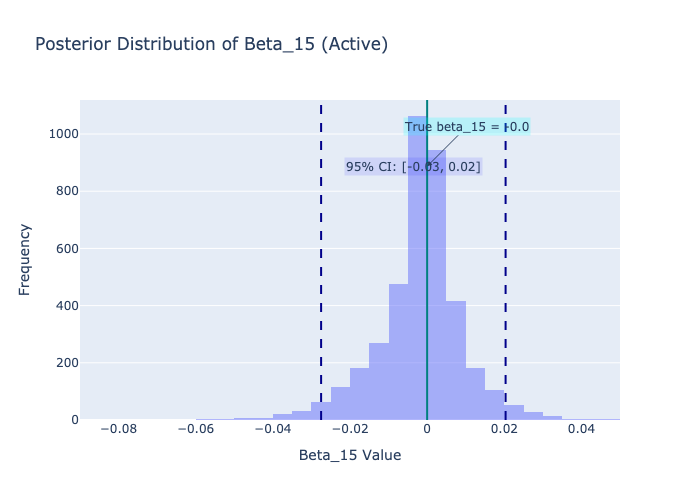 Posterior Distribution of Beta_15 (Active)
1000
800
600
400
200
0
Frequency
True beta_15 = -0.0
95% CI: [-0.03, 0.02]
−0.08
−0.06
−0.04
−0.02
0
0.02
0.04
Beta_15 Value